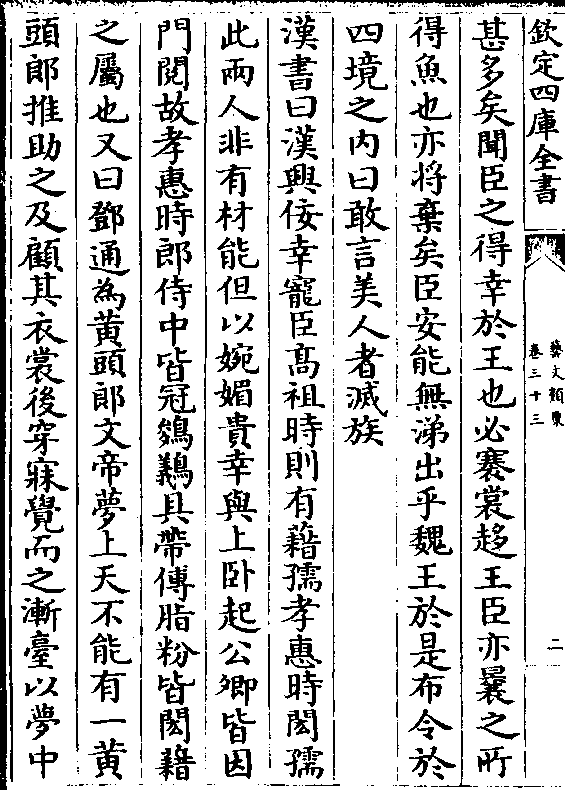 欽定四庫全書
藝文類聚
卷三十三
二
甚多矣聞臣之得幸於王也必褰裳趍王臣亦曩之所
得魚也亦将棄矣臣安能無涕出乎魏王於是布令於
四境之内曰敢言美人者滅族
漢書曰漢興佞幸寵臣髙祖時則有藉孺孝惠時閎孺
此兩人非有材能但以婉媚貴幸與上卧起公卿皆因
門閱故孝惠時郎侍中皆冠鵕鸃具帶傅脂粉皆閎藉
之屬也又曰鄧通為黄頭郎文帝夢上天不能有一黄
頭郎推助之及顧其衣裳後穿寐覺而之漸臺以夢中